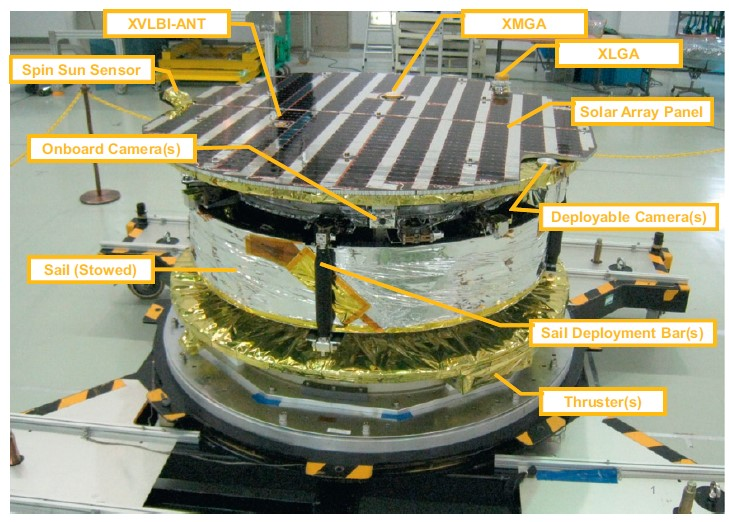 XVLBI-ANT
XMGA
XLGA
Spin Sun Sensor
Solar Array Panel
Onboard Camera(s)
Deployable Camera(s)
Sail (Stowed)
Sail Deployment Bar(s)
Thruster(s)
1